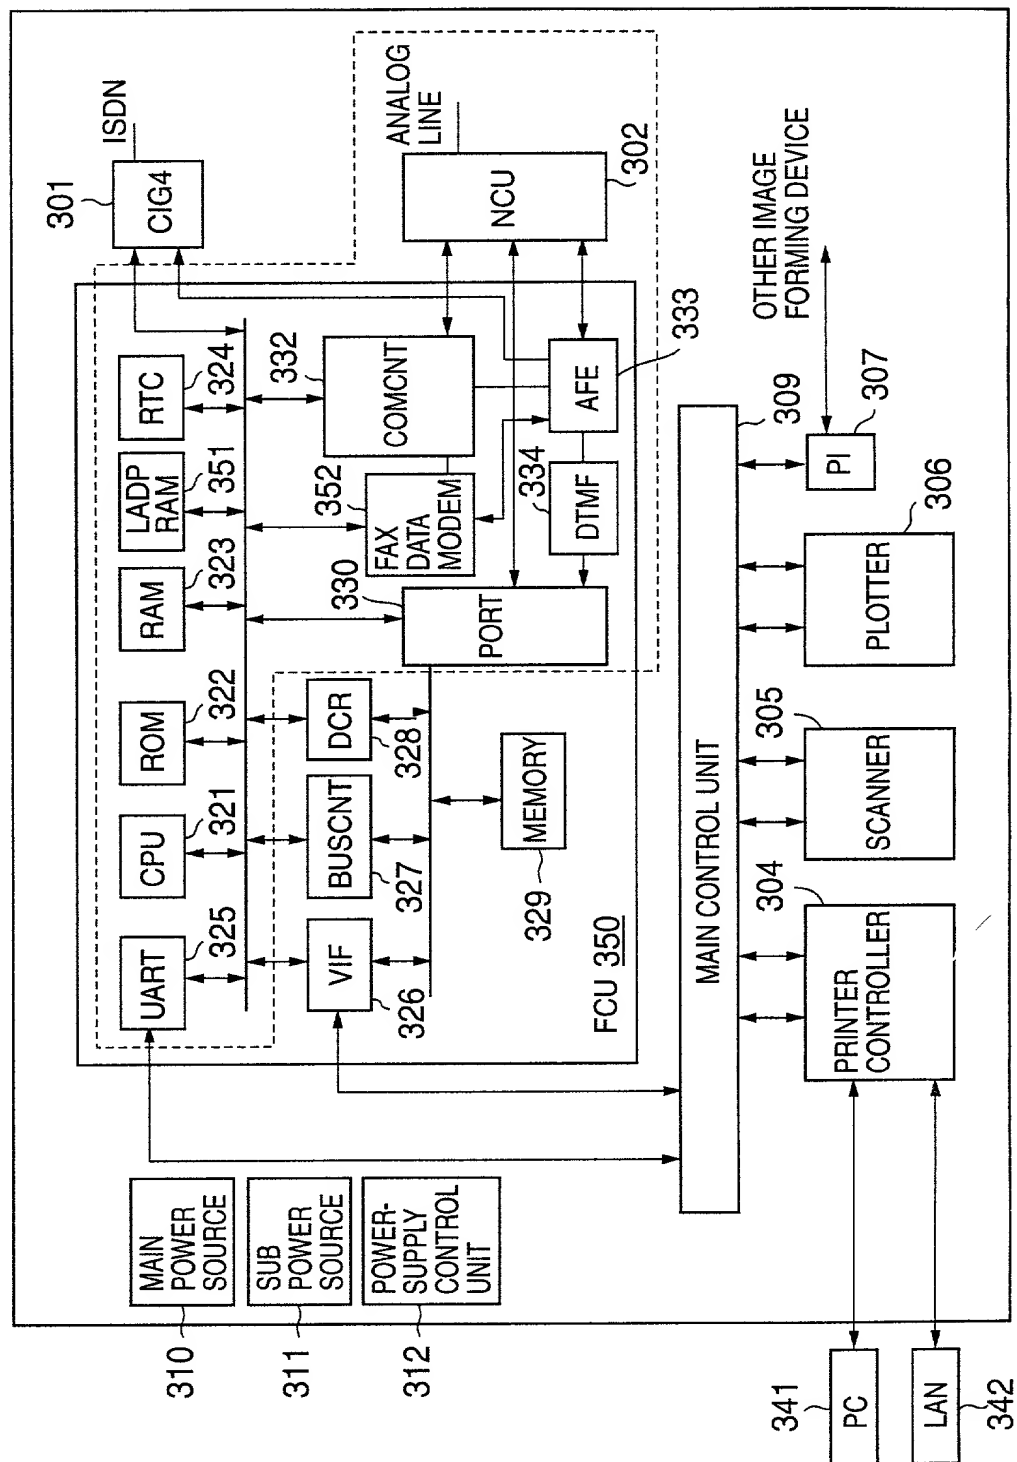 310
MAIN
POWER
SOURCE
311
SUB
POWER
SOURCE
312
POWER-
SUPPLY
CONTROL
UNIT
UART
325
CPU
321
ROM
322
RAM
323
LADP
RAM
351
RTC
324
301
CIG4
ISDN
VIF
326
BUSCNT
327
DCR
328
330
PORT
352
FAX
DATA
MODEM
332
COMCNT
334
DTMF
AFE
333
NCU
302
ANALOG
LINE
MEMORY
329
FCU 350
MAIN CONTROL UNIT
309
304
PRINTER
CONTROLLER
305
SCANNER
PLOTTER
306
PI
307
OTHER IMAGE
FORMING DEVICE
341
PC
LAN
342